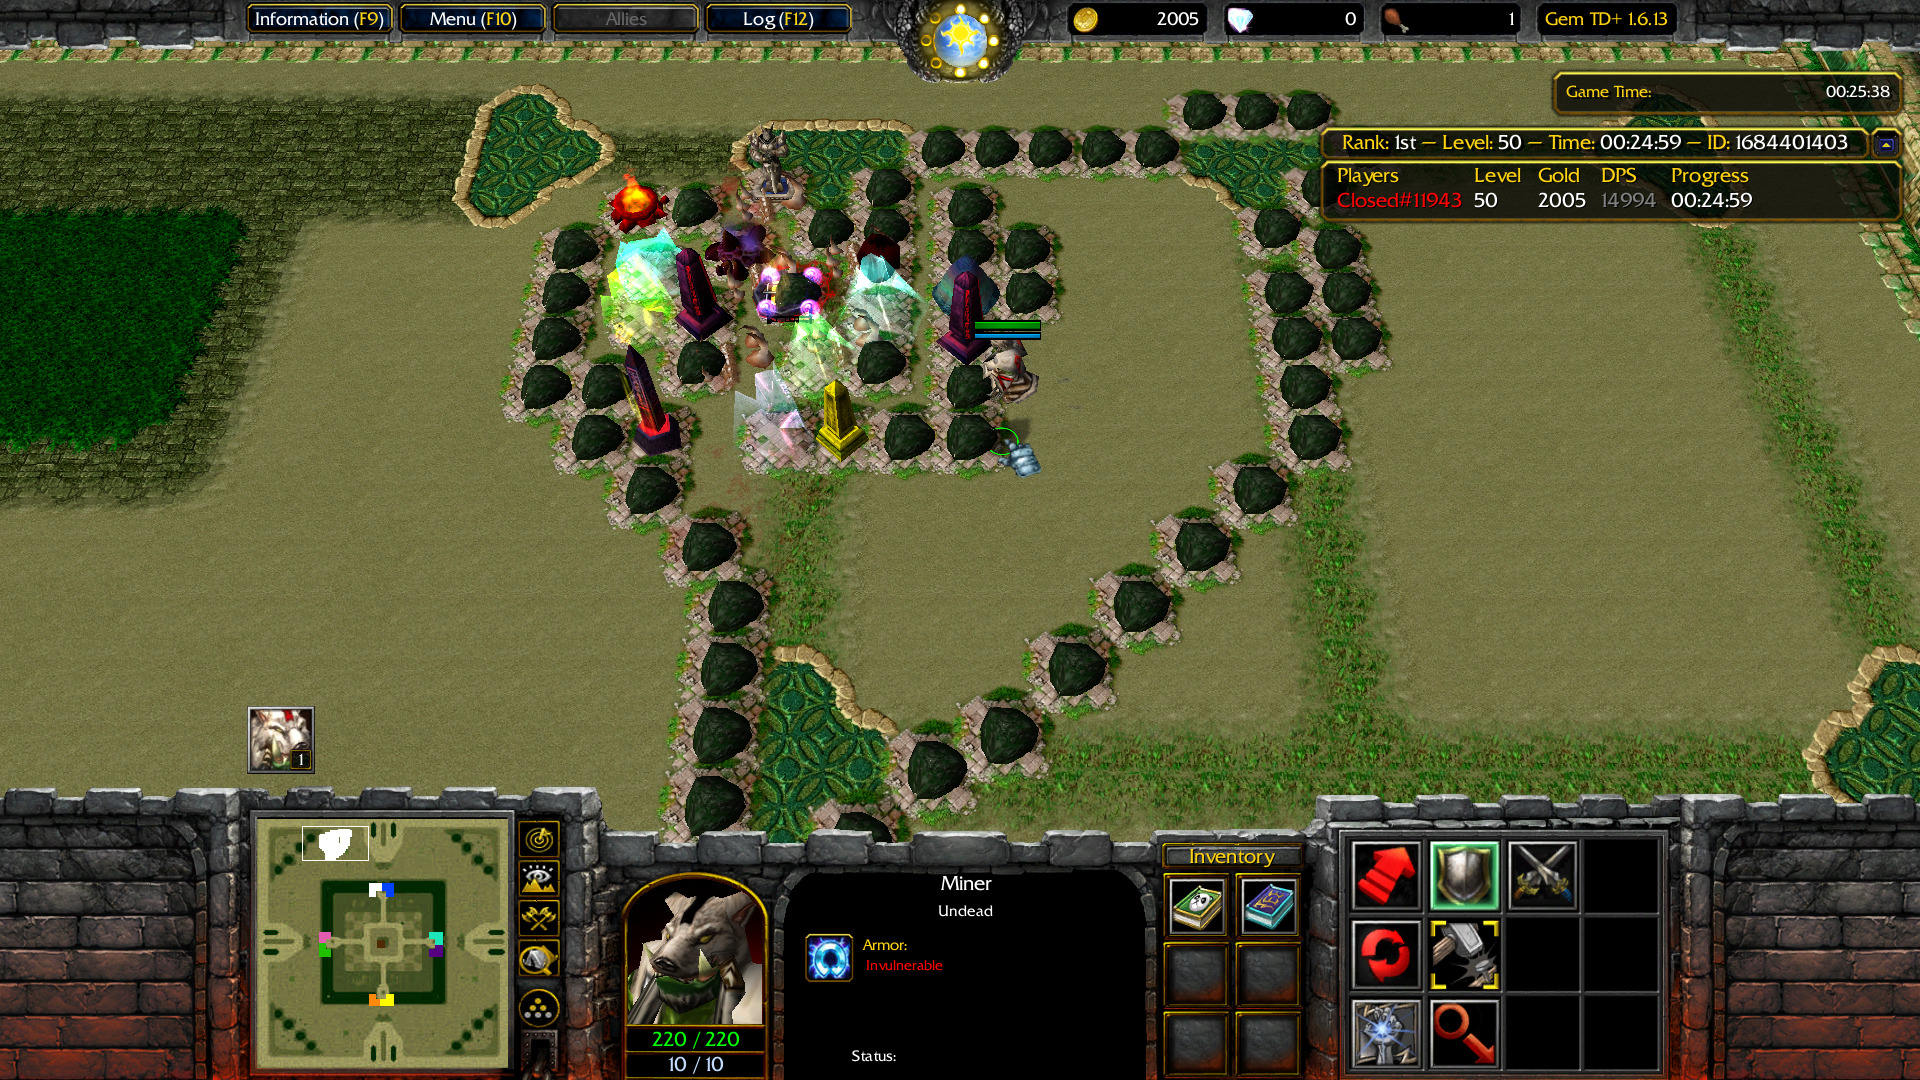 Information (F9) Menu (F10) Allies Log (F12) 2005 0 1 Gem TD+ 1.6.13
Game Time: 00:25:38
Rank: 1st – Level: 50 – Time: 00:24:59 – ID: 1684401403
Players Level Gold DPS Progress
Closed#11943 50 2005 14994 00:24:59
1
Miner
Undead
Armor:
Invulnerable
Status:
220 / 220
10 / 10
Inventory